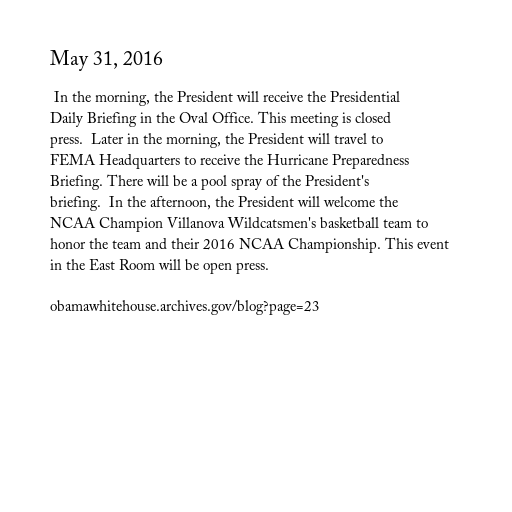 May 31, 2016
In the morning, the President will receive the Presidential
Daily Briefing in the Oval Office. This meeting is closed
press.  Later in the morning, the President will travel to
FEMA Headquarters to receive the Hurricane Preparedness
Briefing. There will be a pool spray of the President's
briefing.  In the afternoon, the President will welcome the
NCAA Champion Villanova Wildcatsmen's basketball team to
honor the team and their 2016 NCAA Championship. This event
in the East Room will be open press.
obamawhitehouse.archives.gov/blog?page=23